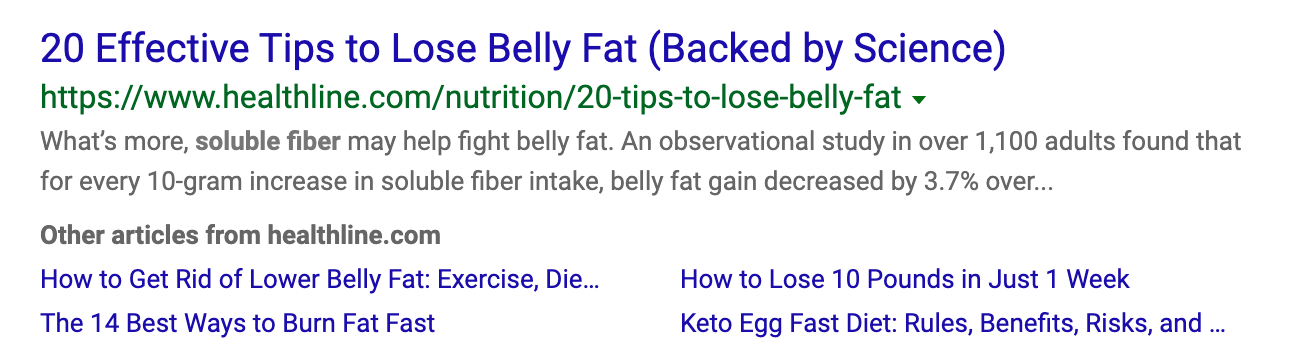 20 Effective Tips to Lose Belly Fat (Backed by Science)
https://www.healthline.com/nutrition/20-tips-to-lose-belly-fat
What’s more, soluble fiber may help fight belly fat. An observational study in over 1,100 adults found that
for every 10-gram increase in soluble fiber intake, belly fat gain decreased by 3.7% over...
Other articles from healthline.com
How to Get Rid of Lower Belly Fat: Exercise, Die...
How to Lose 10 Pounds in Just 1 Week
The 14 Best Ways to Burn Fat Fast
Keto Egg Fast Diet: Rules, Benefits, Risks, and ...